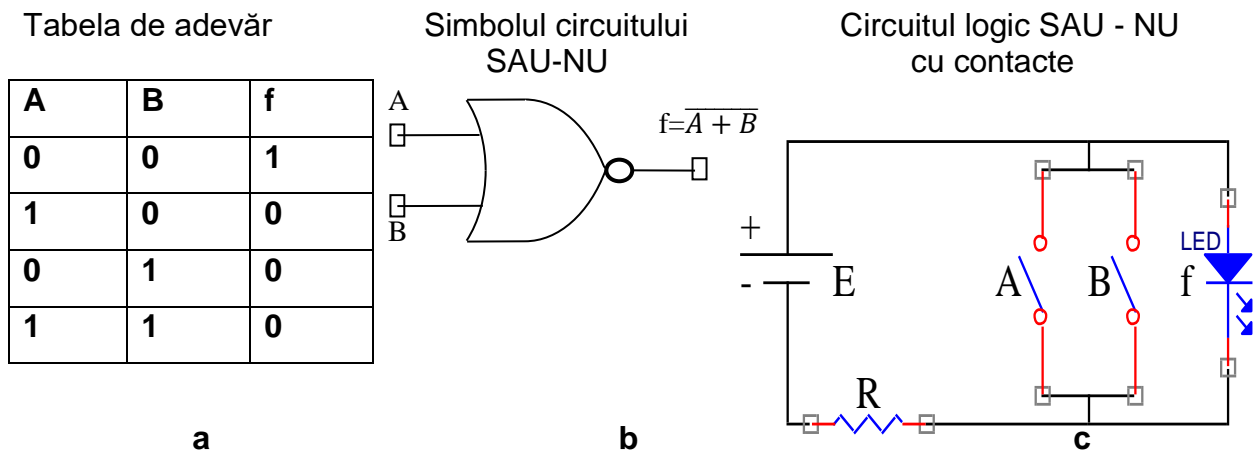 Tabela de adevăr
A B f
0 0 1
1 0 0
0 1 0
1 1 0
a
Simbolul circuitului
SAU-NU
A
f=\overline{A + B}
B
b
Circuitul logic SAU - NU
cu contacte
+
- E
A B f
LED
R
c